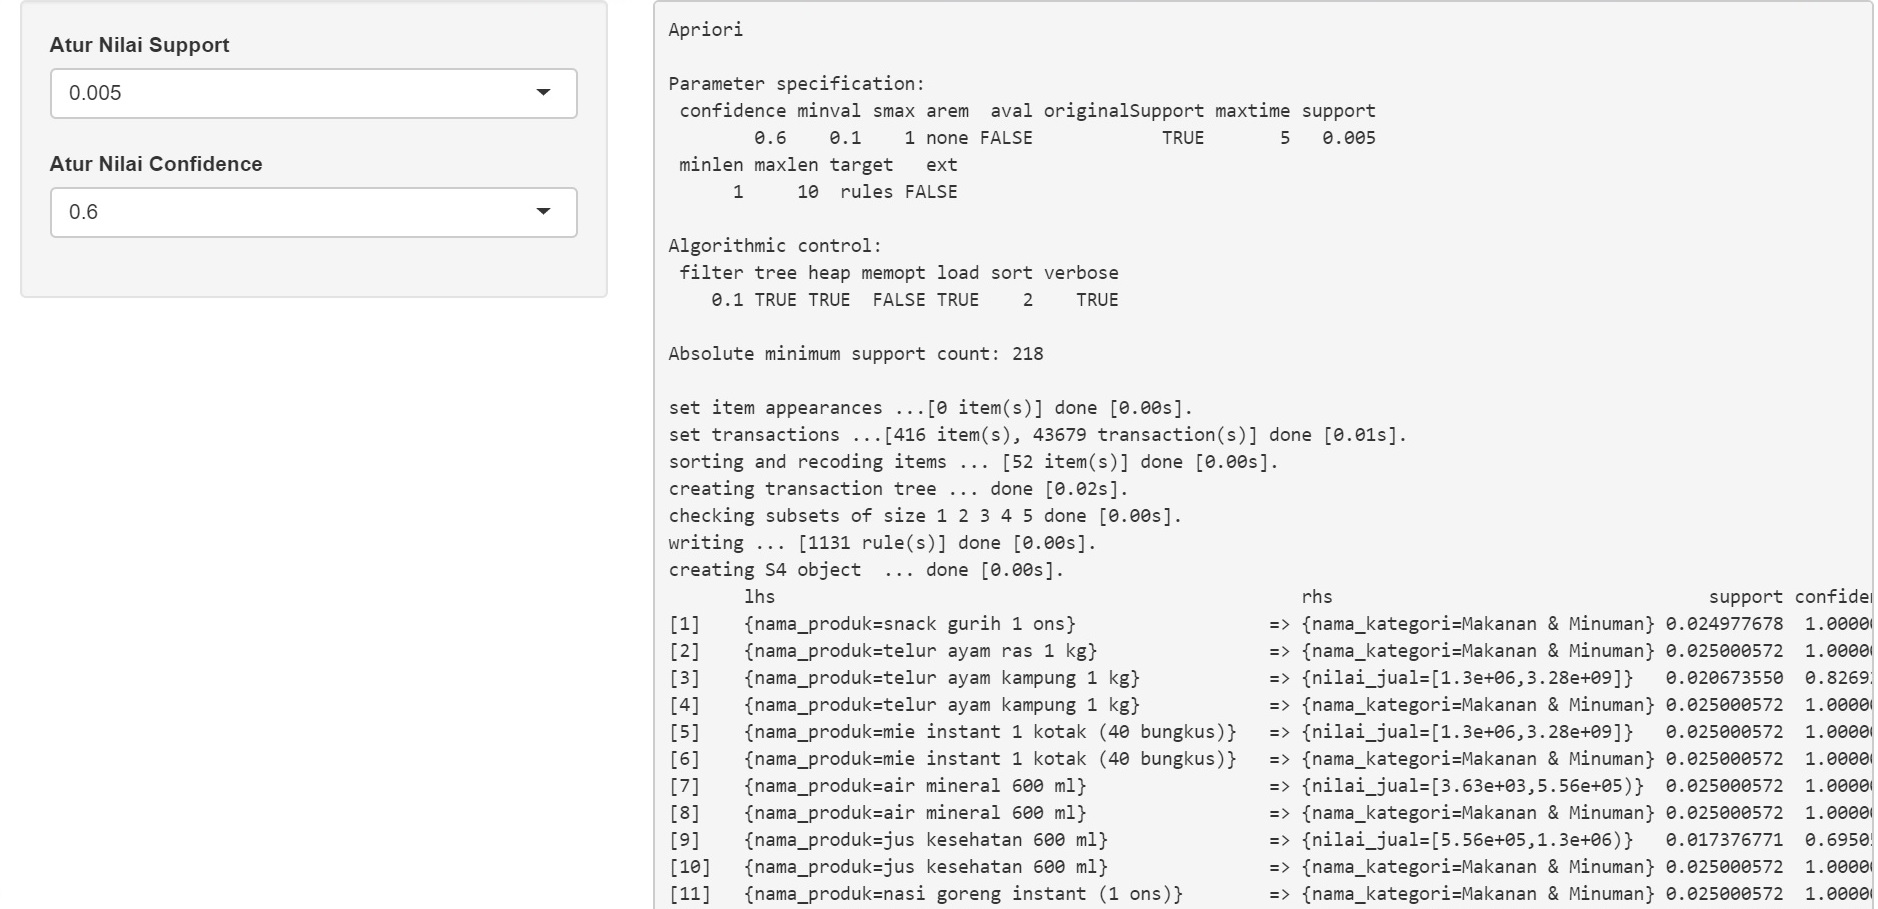 Atur Nilai Support
0.005
Atur Nilai Confidence
0.6
Apriori
Parameter specification:
confidence minval smax arem  aval originalSupport maxtime support
0.6    0.1    1 none FALSE            TRUE       5   0.005
minlen maxlen target   ext
1     10  rules FALSE
Algorithmic control:
filter tree heap memopt load sort verbose
0.1 TRUE TRUE  FALSE TRUE    2    TRUE
Absolute minimum support count: 218
set item appearances ...[0 item(s)] done [0.00s].
set transactions ...[416 item(s), 43679 transaction(s)] done [0.01s].
sorting and recoding items ... [52 item(s)] done [0.00s].
creating transaction tree ... done [0.02s].
checking subsets of size 1 2 3 4 5 done [0.00s].
writing ... [1131 rule(s)] done [0.00s].
creating S4 object  ... done [0.00s].
lhs rhs support confiden
[1] {nama_produk=snack gurih 1 ons} => {nama_kategori=Makanan & Minuman} 0.024977678 1.0000
[2] {nama_produk=telur ayam ras 1 kg} => {nama_kategori=Makanan & Minuman} 0.025000572 1.0000
[3] {nama_produk=telur ayam kampung 1 kg} => {nilai_jual=[1.3e+06,3.28e+09]} 0.020673550 0.8269
[4] {nama_produk=telur ayam kampung 1 kg} => {nama_kategori=Makanan & Minuman} 0.025000572 1.0000
[5] {nama_produk=mie instant 1 kotak (40 bungkus)} => {nilai_jual=[1.3e+06,3.28e+09]} 0.025000572 1.0000
[6] {nama_produk=mie instant 1 kotak (40 bungkus)} => {nama_kategori=Makanan & Minuman} 0.025000572 1.0000
[7] {nama_produk=air mineral 600 ml} => {nilai_jual=[3.63e+03,5.56e+05)} 0.025000572 1.0000
[8] {nama_produk=air mineral 600 ml} => {nama_kategori=Makanan & Minuman} 0.025000572 1.0000
[9] {nama_produk=jus kesehatan 600 ml} => {nilai_jual=[5.56e+05,1.3e+06)} 0.017376771 0.6950
[10] {nama_produk=jus kesehatan 600 ml} => {nama_kategori=Makanan & Minuman} 0.025000572 1.0000
[11] {nama_produk=nasi goreng instant (1 ons)} => {nama_kategori=Makanan & Minuman} 0.025000572 1.0000